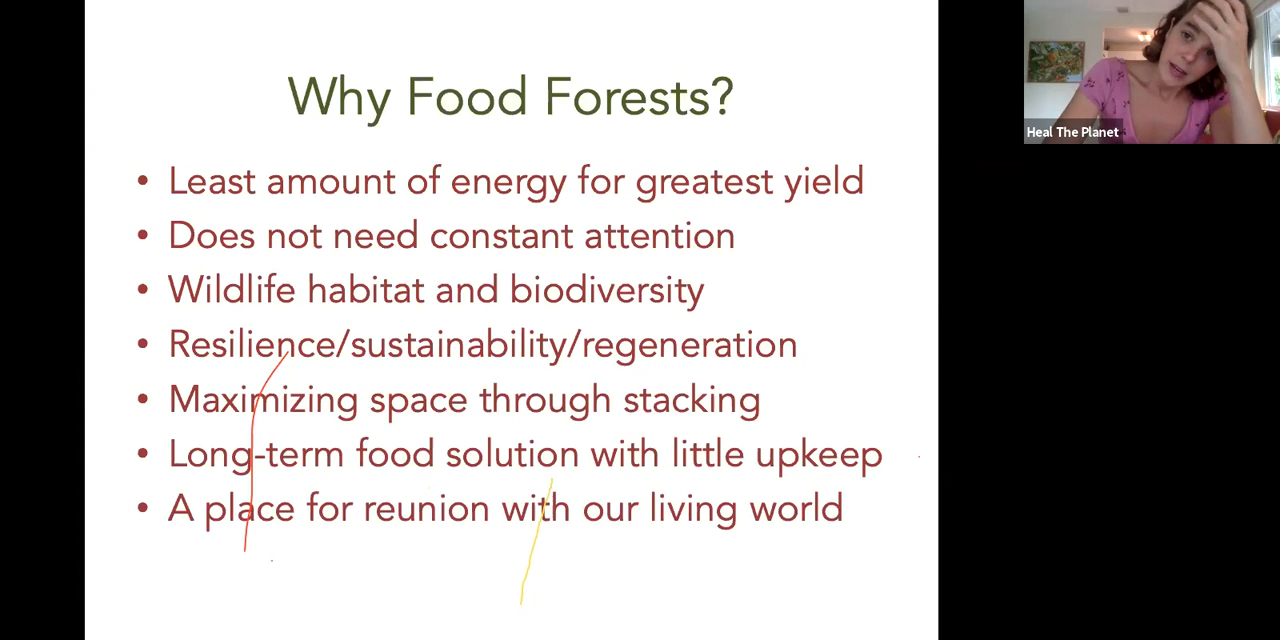 Why Food Forests?
• Least amount of energy for greatest yield
• Does not need constant attention
• Wildlife habitat and biodiversity
• Resilience/sustainability/regeneration
• Maximizing space through stacking
• Long-term food solution with little upkeep
• A place for reunion with our living world
Heal The Planet